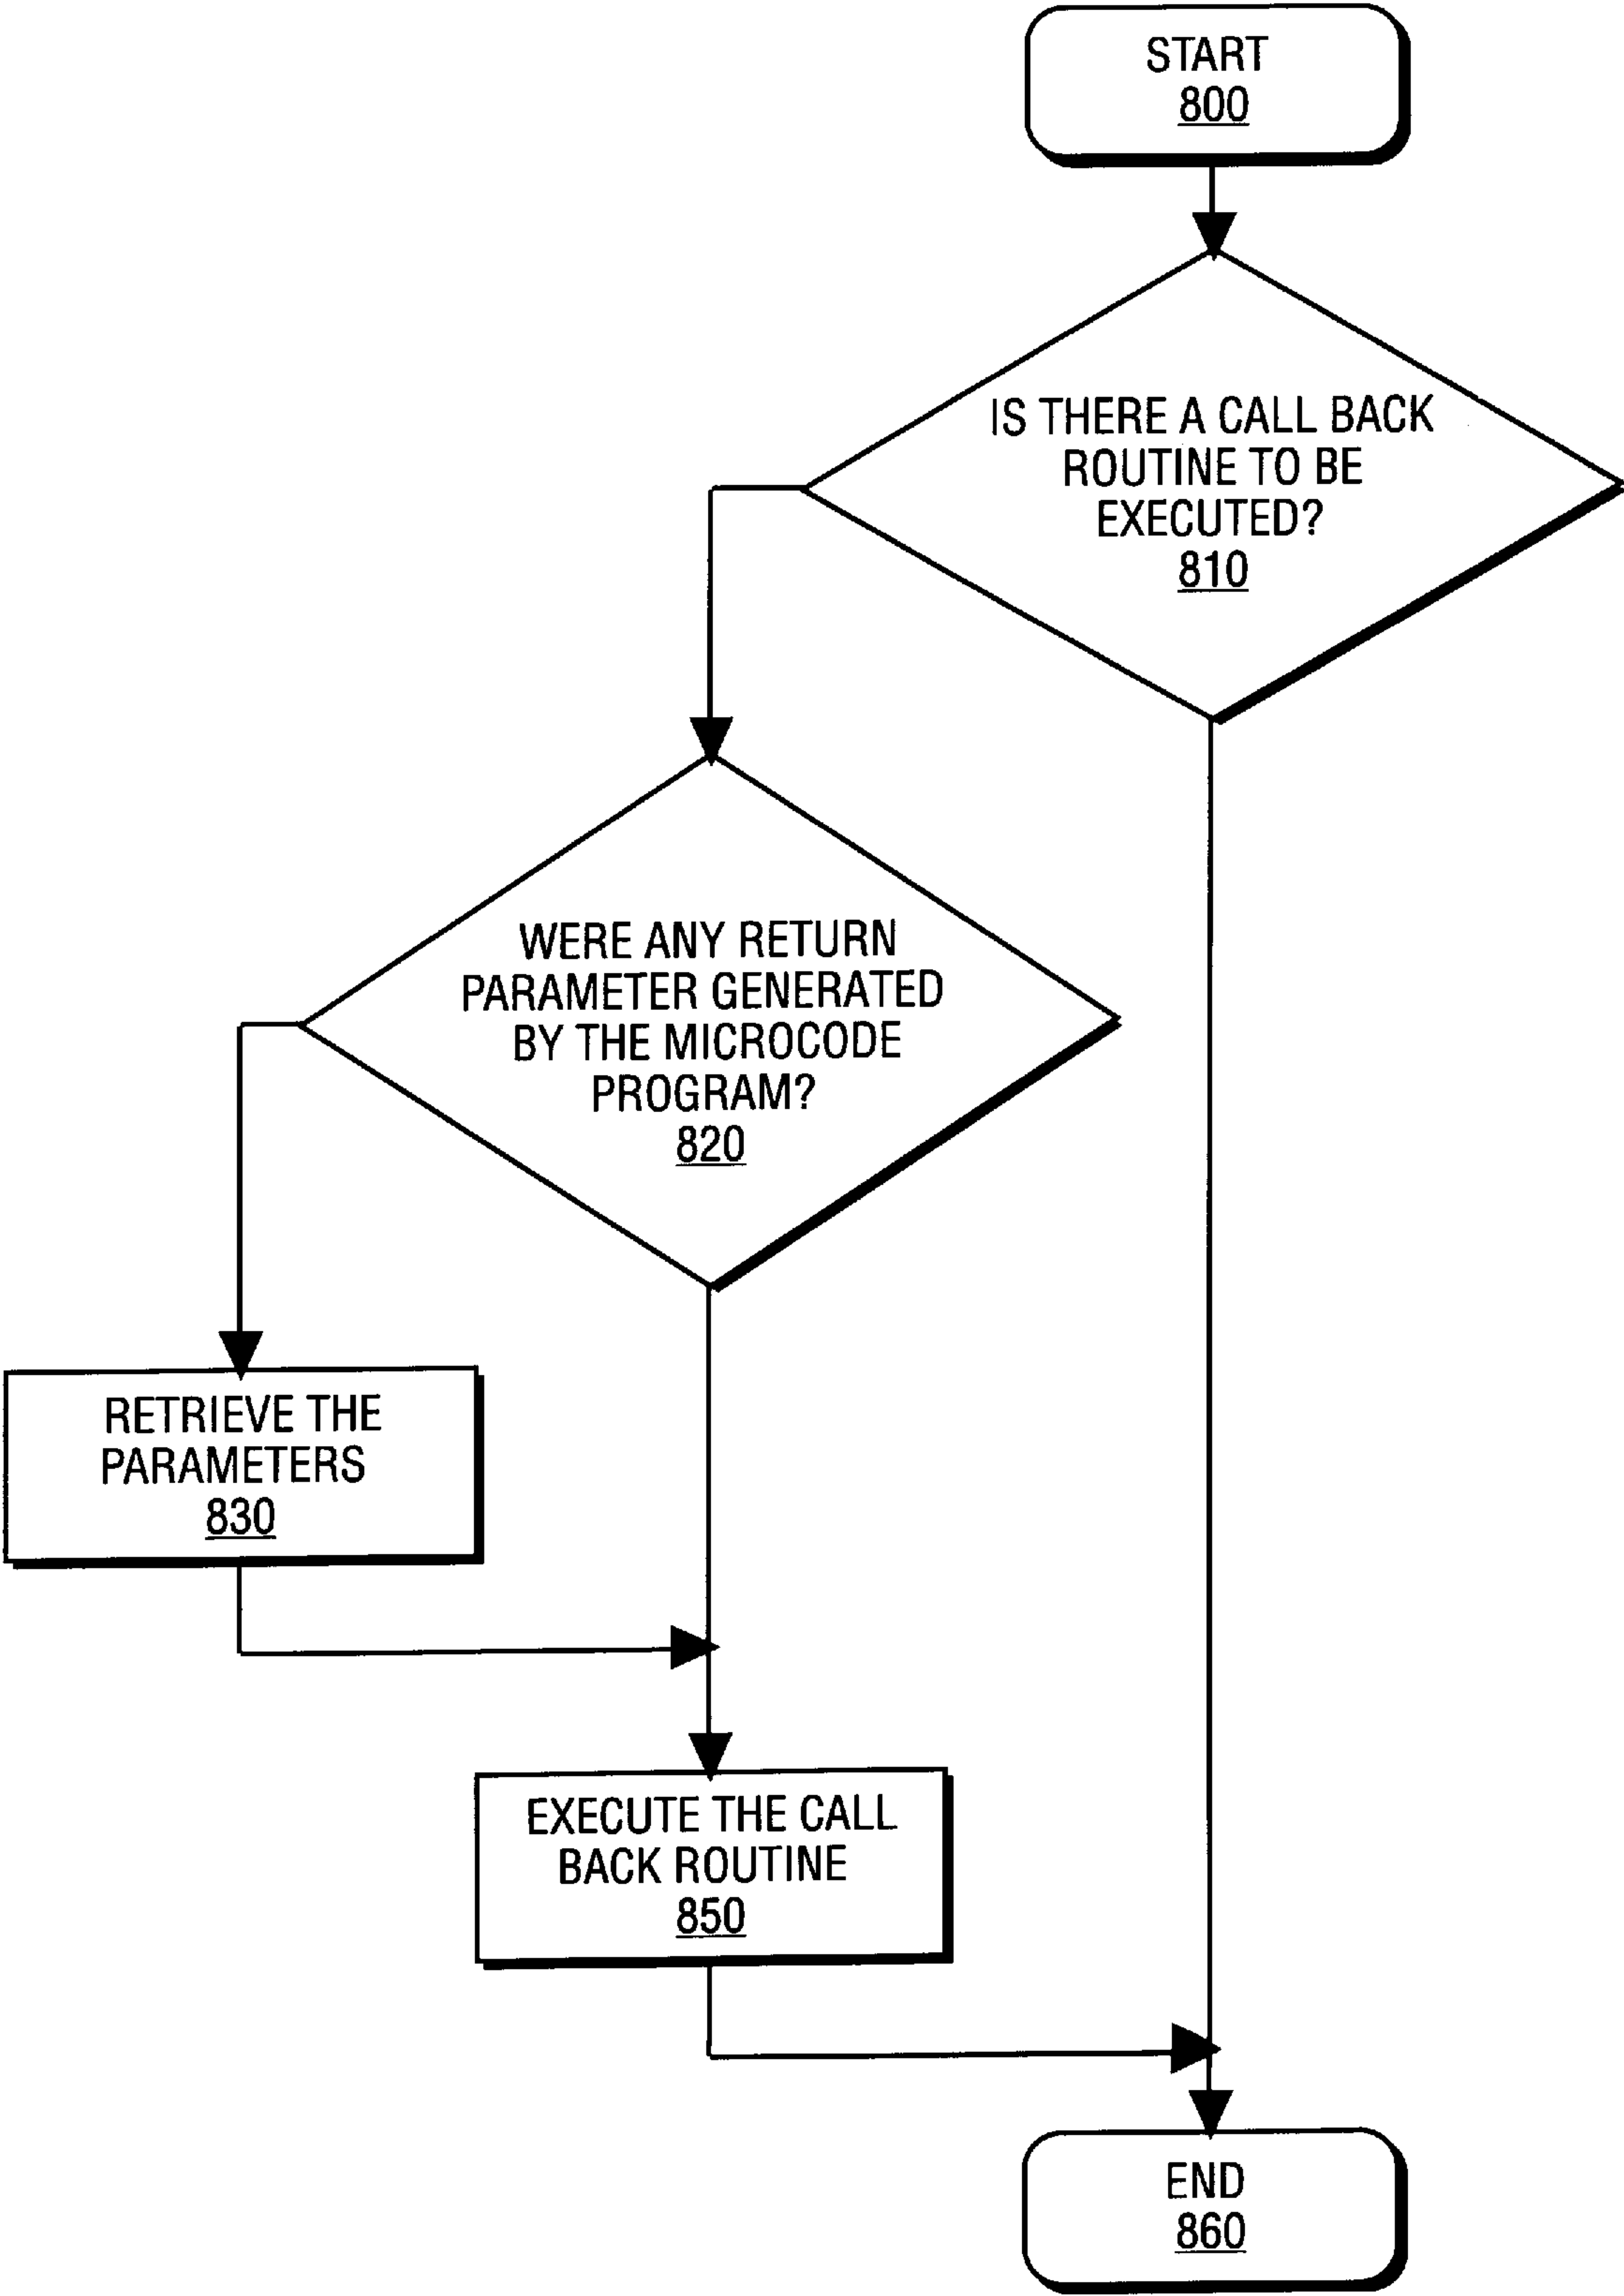 START
800
IS THERE A CALL BACK
ROUTINE TO BE
EXECUTED?
810
WERE ANY RETURN
PARAMETER GENERATED
BY THE MICROCODE
PROGRAM?
820
RETRIEVE THE
PARAMETERS
830
EXECUTE THE CALL
BACK ROUTINE
850
END
860